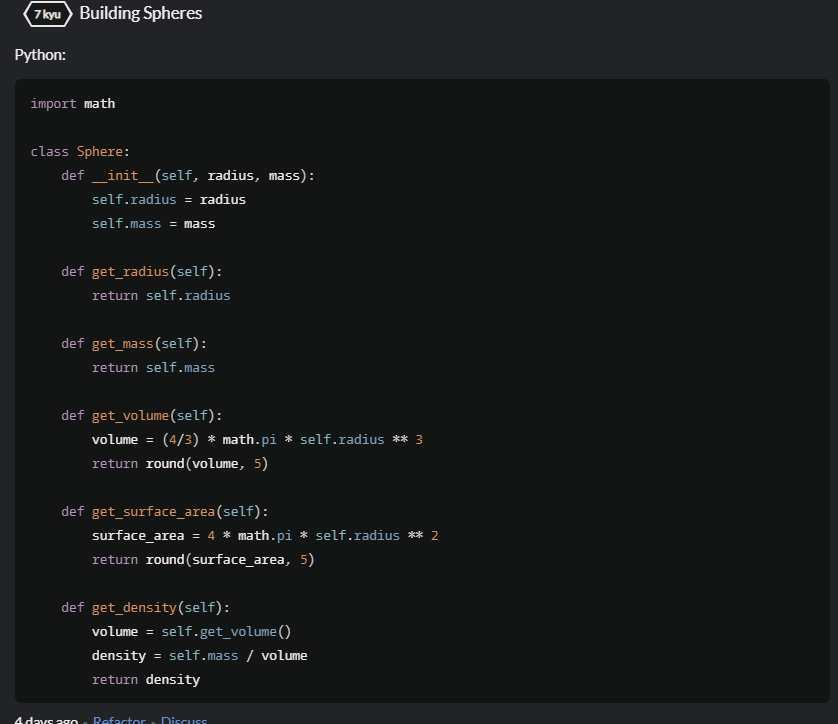 7 kyu Building Spheres
Python:
import math
class Sphere:
    def __init__(self, radius, mass):
        self.radius = radius
        self.mass = mass
    def get_radius(self):
        return self.radius
    def get_mass(self):
        return self.mass
    def get_volume(self):
        volume = (4/3) * math.pi * self.radius ** 3
        return round(volume, 5)
    def get_surface_area(self):
        surface_area = 4 * math.pi * self.radius ** 2
        return round(surface_area, 5)
    def get_density(self):
        volume = self.get_volume()
        density = self.mass / volume
        return density
4 days ago - Refactor - Discuss